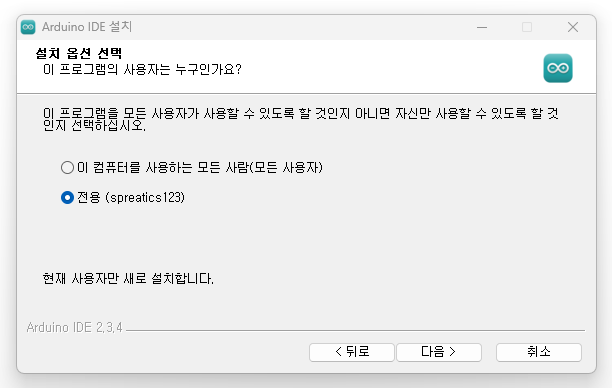 Arduino IDE 설치
설치 옵션 선택
이 프로그램의 사용자는 누구인가요?
이 프로그램을 모든 사용자가 사용할 수 있도록 할 것인지 아니면 자신만 사용할 수 있도록 할 것
인지 선택하십시오.
이 컴퓨터를 사용하는 모든 사람(모든 사용자)
전용 (spreatics123)
현재 사용자만 새로 설치합니다.
Arduino IDE 2.3.4
< 뒤로
다음 >
취소